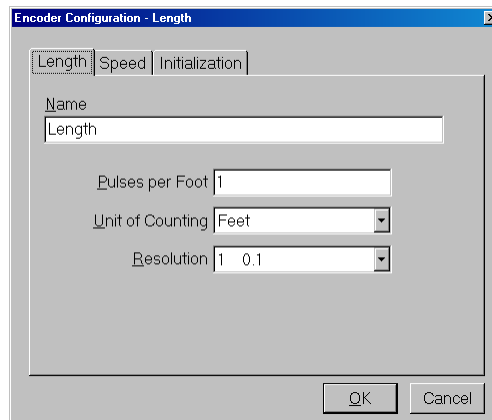 Encoder Configuration - Length
Length Speed Initialization
Name
Length
Pulses per Foot 1
Unit of Counting Feet
Resolution 1 0.1
OK Cancel